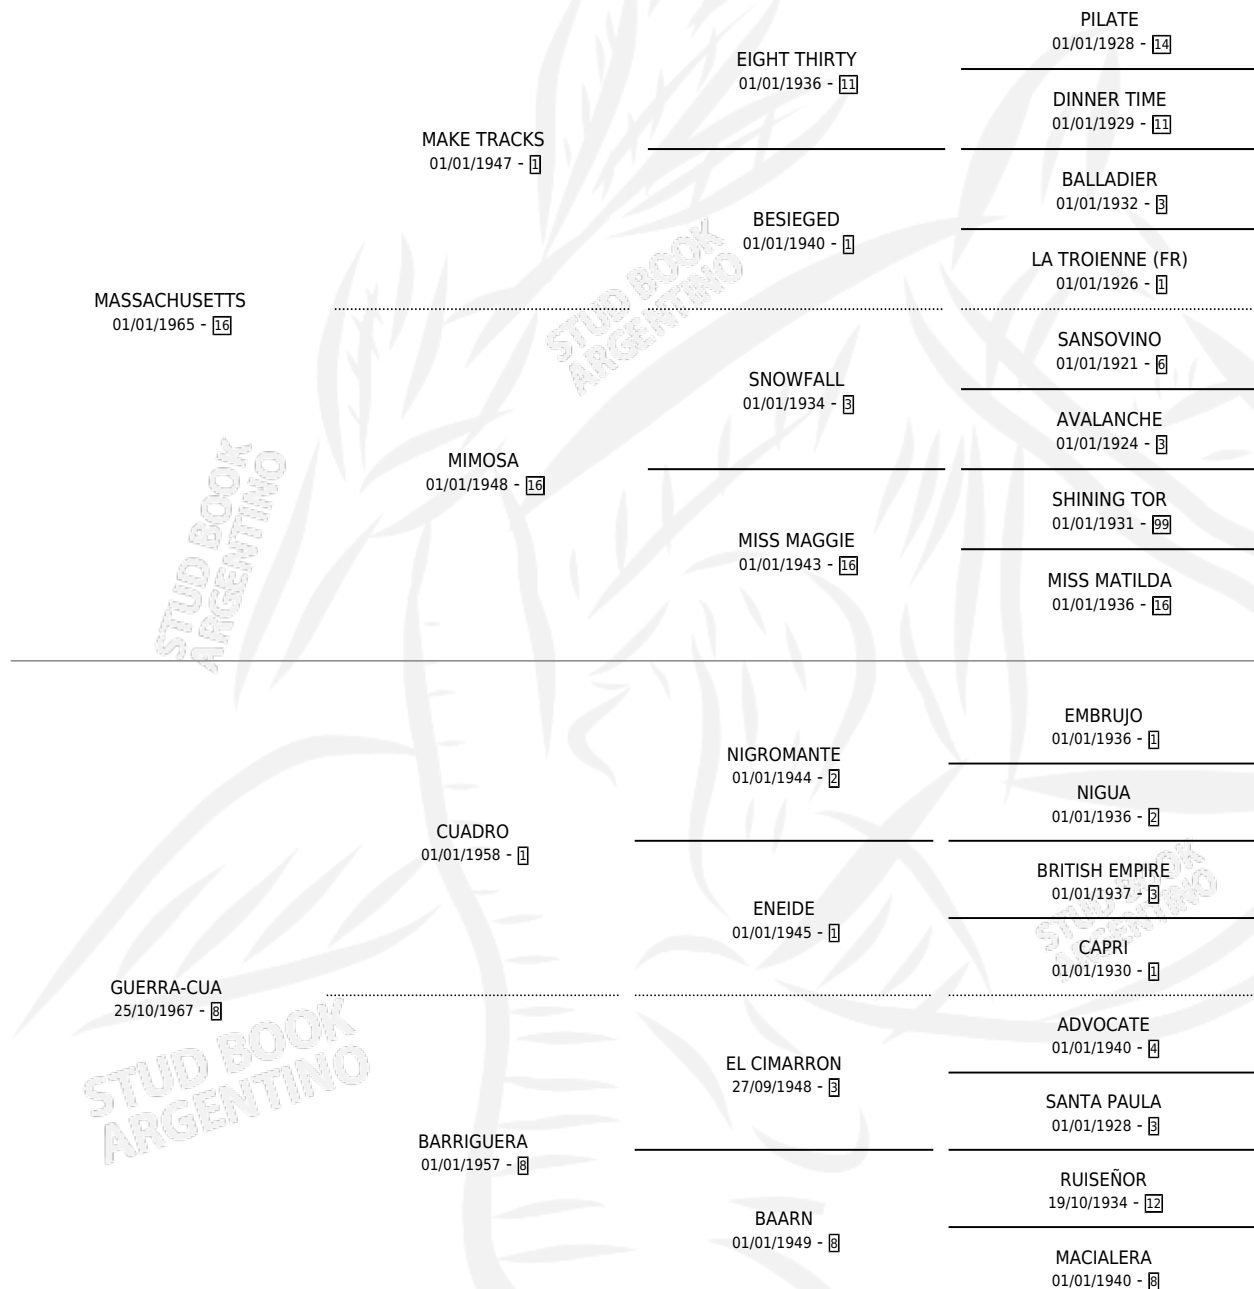 PILATE
01/01/1928 - 14
EIGHT THIRTY
01/01/1936 - 11
DINNER TIME
01/01/1929 - 11
MAKE TRACKS
01/01/1947 - 1
BALLADIER
01/01/1932 - 3
BESIEGED
01/01/1940 - 1
LA TROIENNE (FR)
01/01/1926 - 1
MASSACHUSETTS
01/01/1965 - 16
STUD BOOK
ARGENTINO
SANSOVINO
01/01/1921 - 6
SNOWFALL
01/01/1934 - 3
AVALANCHE
01/01/1924 - 3
MIMOSA
01/01/1948 - 16
SHINING TOR
01/01/1931 - 99
MISS MAGGIE
01/01/1943 - 16
MISS MATILDA
01/01/1936 - 16
STUD BOOK
ARGENTINO
EMBRUJO
01/01/1936 - 1
NIGROMANTE
01/01/1944 - 2
NIGUA
01/01/1936 - 2
CUADRO
01/01/1958 - 1
BRITISH EMPIRE
01/01/1937 - 3
ENEIDE
01/01/1945 - 1
STUD BOOK
ARGENTINO
CAPRI
01/01/1930 - 1
GUERRA-CUA
25/10/1967 - 8
STUD BOOK
ARGENTINO
ADVOCATE
01/01/1940 - 4
EL CIMARRON
27/09/1948 - 3
SANTA PAULA
01/01/1928 - 3
BARRIGUERA
01/01/1957 - 8
RUISEÑOR
19/10/1934 - 12
BAARN
01/01/1949 - 8
MACIALERA
01/01/1940 - 8